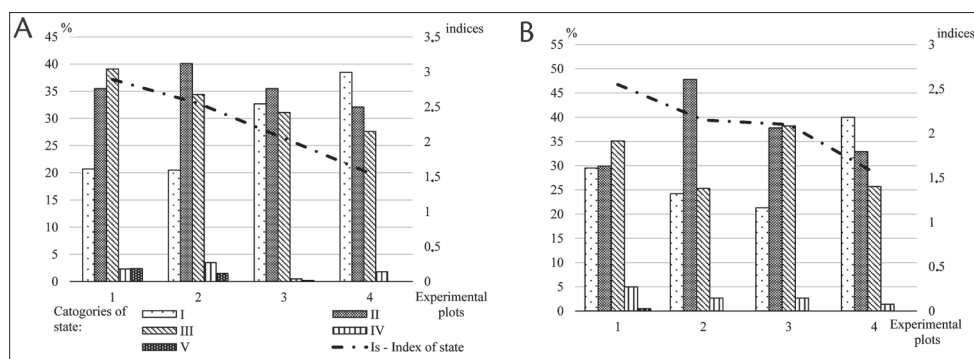 A
%
indices
45
40
35
30
25
20
15
10
5
0
3,5
3
2,5
2
1,5
1
0,5
0
1 2 3 4
Experimental plots
Catogories of state:
I
II
III
IV
V
Is - Index of state
B
%
indices
55
50
45
40
35
30
25
20
15
10
5
0
3
2,5
2
1,5
1
0,5
0
1 2 3 4
Experimental plots